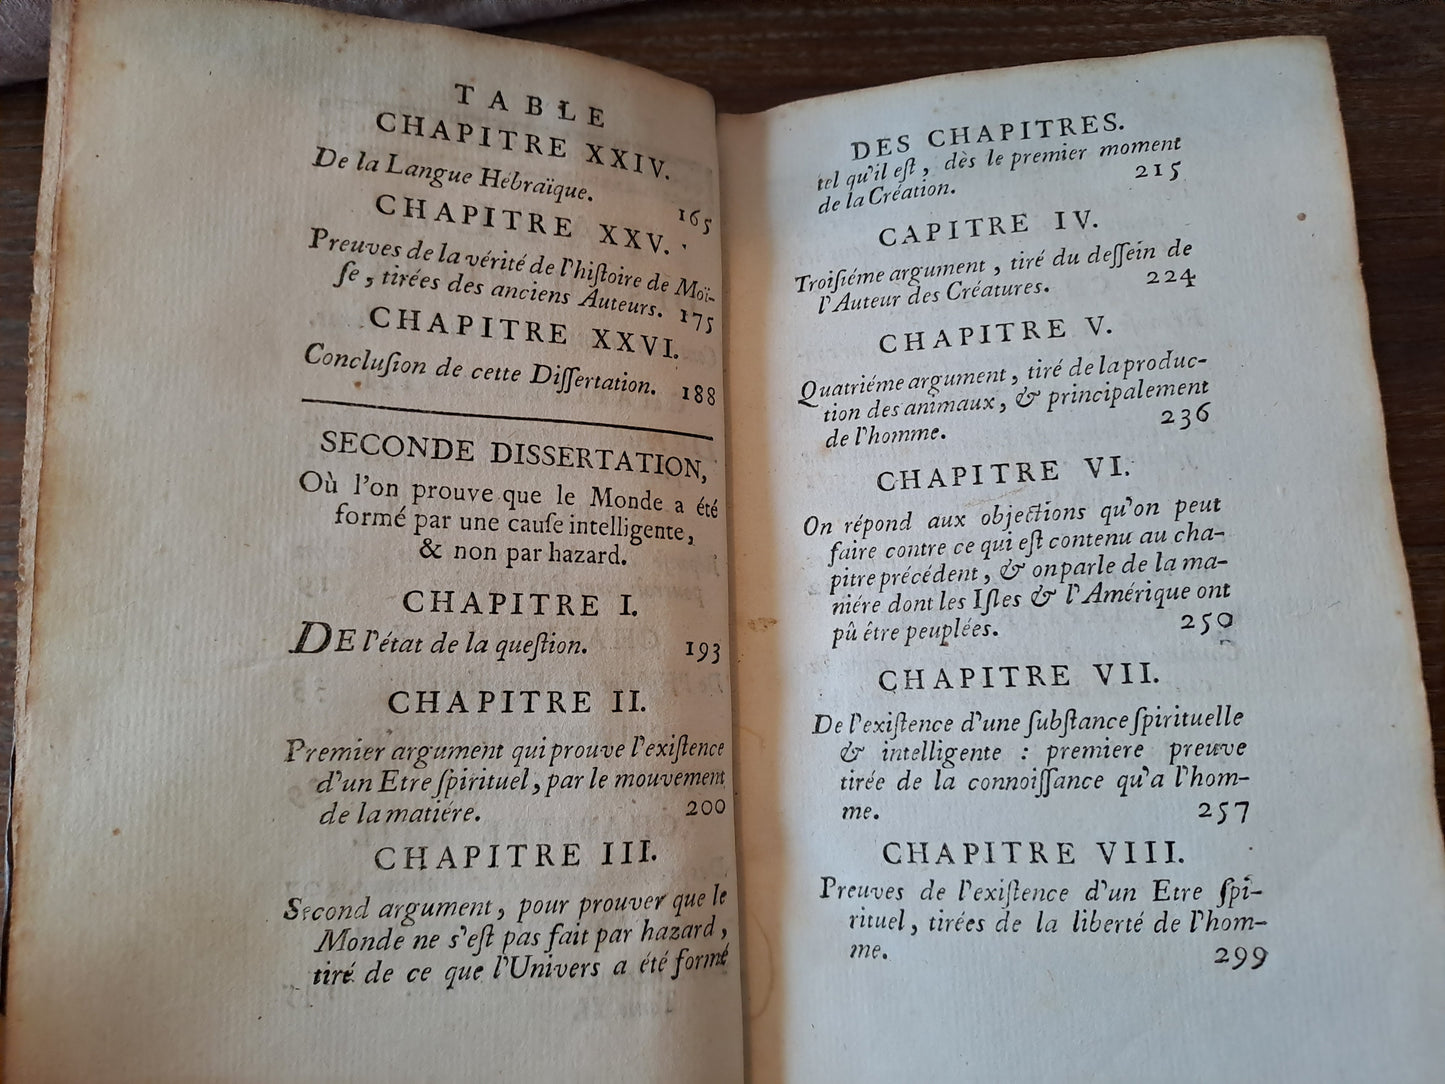 TABLE
CHAPITRE XXIV.
De la Langue Hébraïque. 165
CHAPITRE XXV.
Preuves de la vérité de l'hiſtoire de Moï-
ſe, tirées des anciens Auteurs. 175
CHAPITRE XXVI.
Concluſion de cette Diſſertation. 188
SECONDE DISSERTATION,
Où l'on prouve que le Monde a été
formé par une cauſe intelligente,
& non par hazard.
CHAPITRE I.
DE l'état de la queſtion. 193
CHAPITRE II.
Premier argument qui prouve l'exiſtence
d'un Etre ſpirituel, par le mouvement
de la matiére. 200
CHAPITRE III.
Second argument, pour prouver que le
Monde ne s'eſt pas fait par hazard,
tiré de ce que l'Univers a été formé
DES CHAPITRES.
tel qu'il eſt, dès le premier moment
de la Création. 215
CAPITRE IV.
Troiſiéme argument, tiré du deſſein de
l'Auteur des Créatures. 224
CHAPITRE V.
Quatriéme argument, tiré de la produc-
tion des animaux, & principalement
de l'homme. 236
CHAPITRE VI.
On répond aux objections qu'on peut
faire contre ce qui eſt contenu au cha-
pitre précédent, & on parle de la ma-
niére dont les Iſles & l'Amérique ont
pû être peuplées. 250
CHAPITRE VII.
De l'exiſtence d'une ſubſtance ſpirituelle
& intelligente : premiere preuve
tirée de la connoiſſance qu'a l'hom-
me. 257
CHAPITRE VIII.
Preuves de l'exiſtence d'un Etre ſpi-
rituel, tirées de la liberté de l'hom-
me. 299